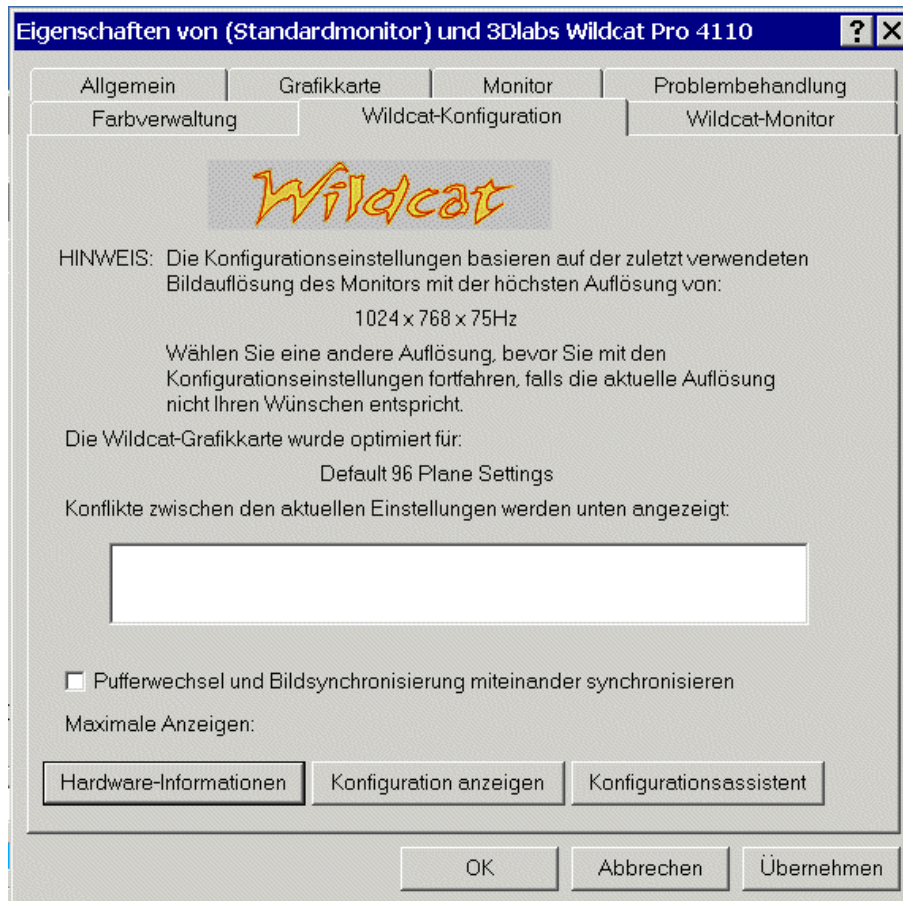 Eigenschaften von (Standardmonitor) und 3Dlabs Wildcat Pro 4110
Allgemein
Grafikkarte
Monitor
Problembehandlung
Farbverwaltung
Wildcat-Konfiguration
Wildcat-Monitor
Wildcat
HINWEIS: Die Konfigurationseinstellungen basieren auf der zuletzt verwendeten
Bildauflösung des Monitors mit der höchsten Auflösung von:
1024 x 768 x 75Hz
Wählen Sie eine andere Auflösung, bevor Sie mit den
Konfigurationseinstellungen fortfahren, falls die aktuelle Auflösung
nicht Ihren Wünschen entspricht.
Die Wildcat-Grafikkarte wurde optimiert für:
Default 96 Plane Settings
Konflikte zwischen den aktuellen Einstellungen werden unten angezeigt:
Pufferwechsel und Bildsynchronisierung miteinander synchronisieren
Maximale Anzeigen:
Hardware-Informationen
Konfiguration anzeigen
Konfigurationsassistent
OK
Abbrechen
Übernehmen